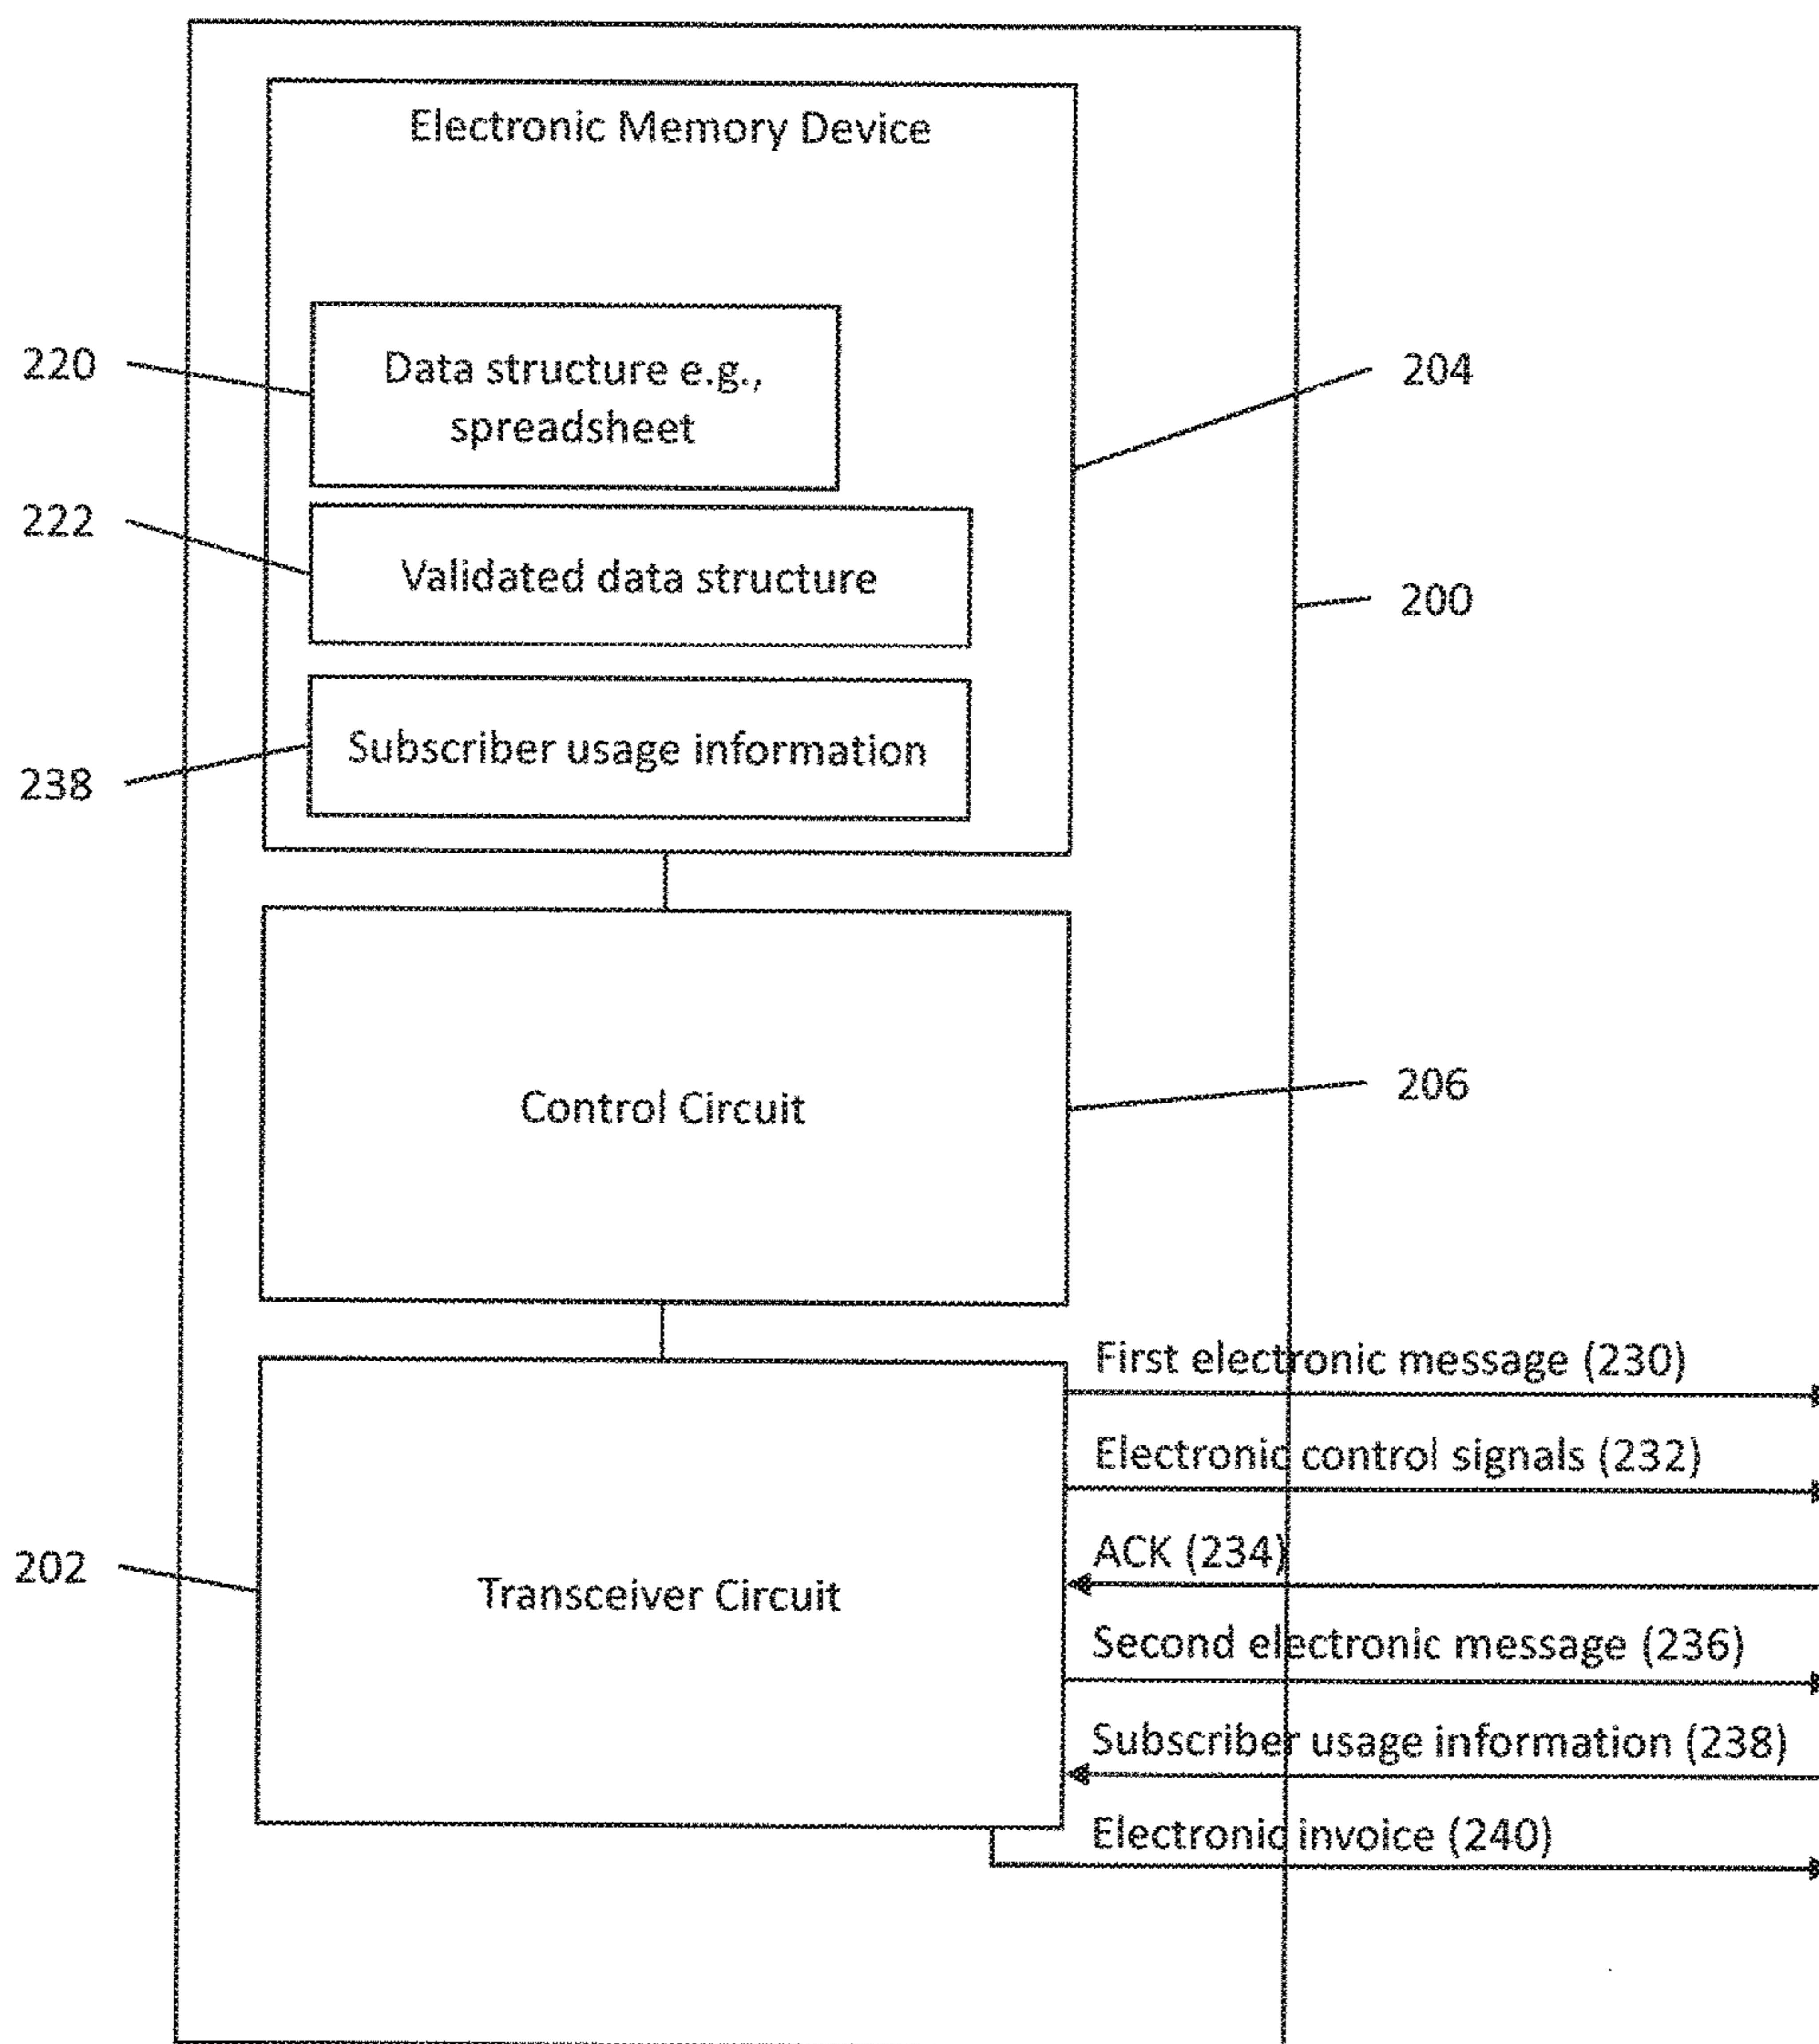 Electronic Memory Device
220
Data structure e.g.,
spreadsheet
204
222
Validated data structure
200
238
Subscriber usage information
Control Circuit
206
First electronic message (230)
Electronic control signals (232)
ACK (234)
202
Transceiver Circuit
Second electronic message (236)
Subscriber usage information (238)
Electronic invoice (240)